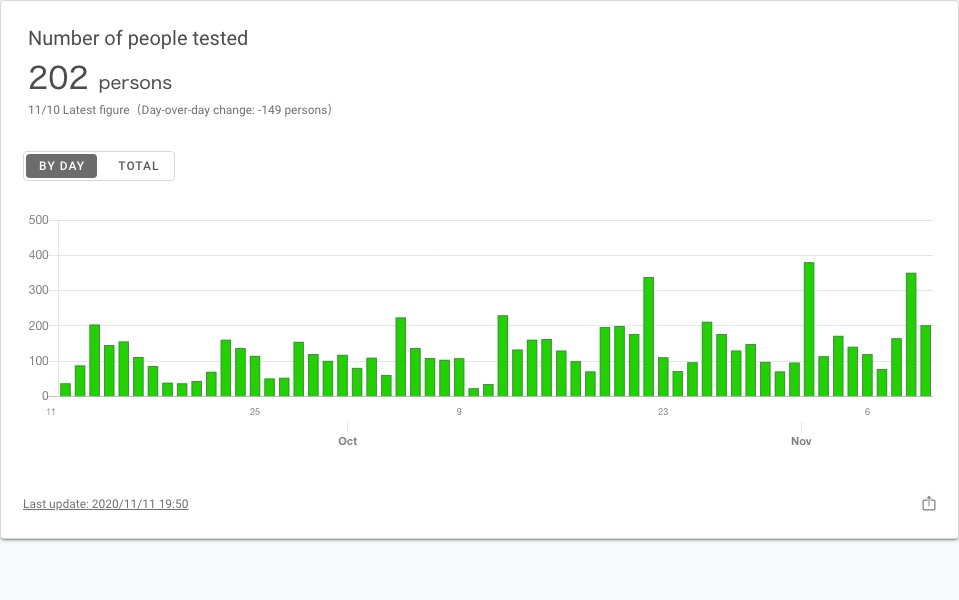 Number of people tested
202 persons
11/10 Latest figure（Day-over-day change: -149 persons）
BY DAY TOTAL
500
400
300
200
100
0
11 25 9 23 6
Oct Nov
Last update: 2020/11/11 19:50